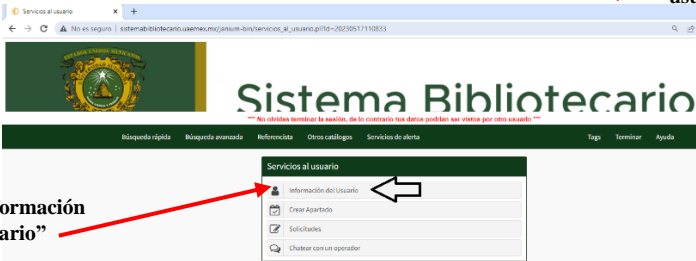 Servicios al usuario
No es seguro | sistemabibliotecario.uaemex.mx/janium-bin/servicios_al_usuario.pl?Id=20230517110833
Sistema Bibliotecario
*** No olvides terminar la sesión, de lo contrario tus datos podrían ser vistos por otro usuario ***
Búsqueda rápida Búsqueda avanzada Referencista Otros catálogos Servicios de alerta Tags Terminar Ayuda
Servicios al usuario
Información del Usuario
ormación
ario”
Crear Apartado
Solicitudes
Chatear con un operador